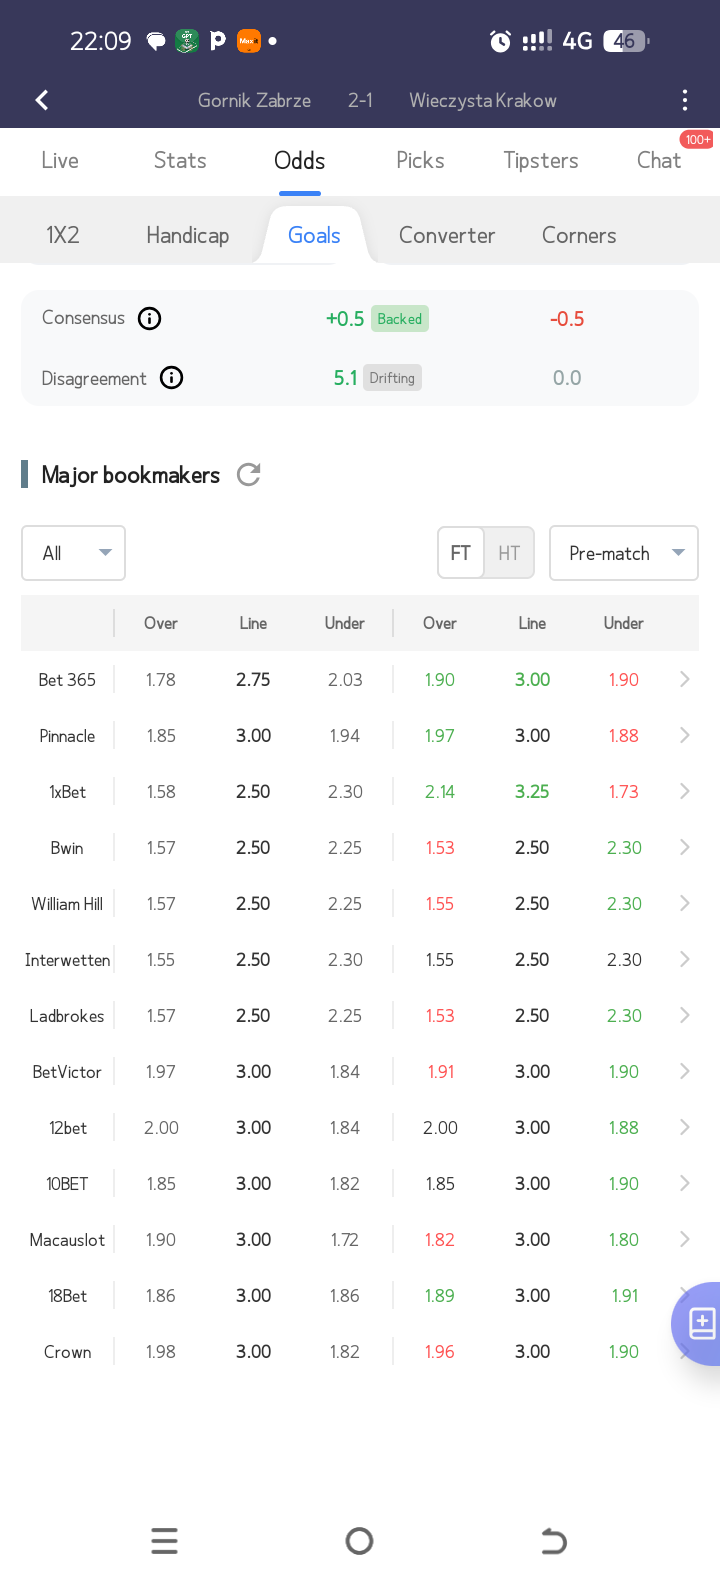 22:09 4G 46
Gornik Zabrze 2-1 Wieczysta Krakow
100+
Live Stats Odds Picks Tipsters Chat
1X2 Handicap Goals Converter Corners
Consensus +0.5 Backed -0.5
Disagreement 5.1 Drifting 0.0
Major bookmakers
All FT HT Pre-match
Over Line Under Over Line Under
Bet 365 1.78 2.75 2.03 1.90 3.00 1.90
Pinnacle 1.85 3.00 1.94 1.97 3.00 1.88
1xBet 1.58 2.50 2.30 2.14 3.25 1.73
Bwin 1.57 2.50 2.25 1.53 2.50 2.30
William Hill 1.57 2.50 2.25 1.55 2.50 2.30
Interwetten 1.55 2.50 2.30 1.55 2.50 2.30
Ladbrokes 1.57 2.50 2.25 1.53 2.50 2.30
BetVictor 1.97 3.00 1.84 1.91 3.00 1.90
12bet 2.00 3.00 1.84 2.00 3.00 1.88
10BET 1.85 3.00 1.82 1.85 3.00 1.90
Macauslot 1.90 3.00 1.72 1.82 3.00 1.80
18Bet 1.86 3.00 1.86 1.89 3.00 1.91
Crown 1.98 3.00 1.82 1.96 3.00 1.90